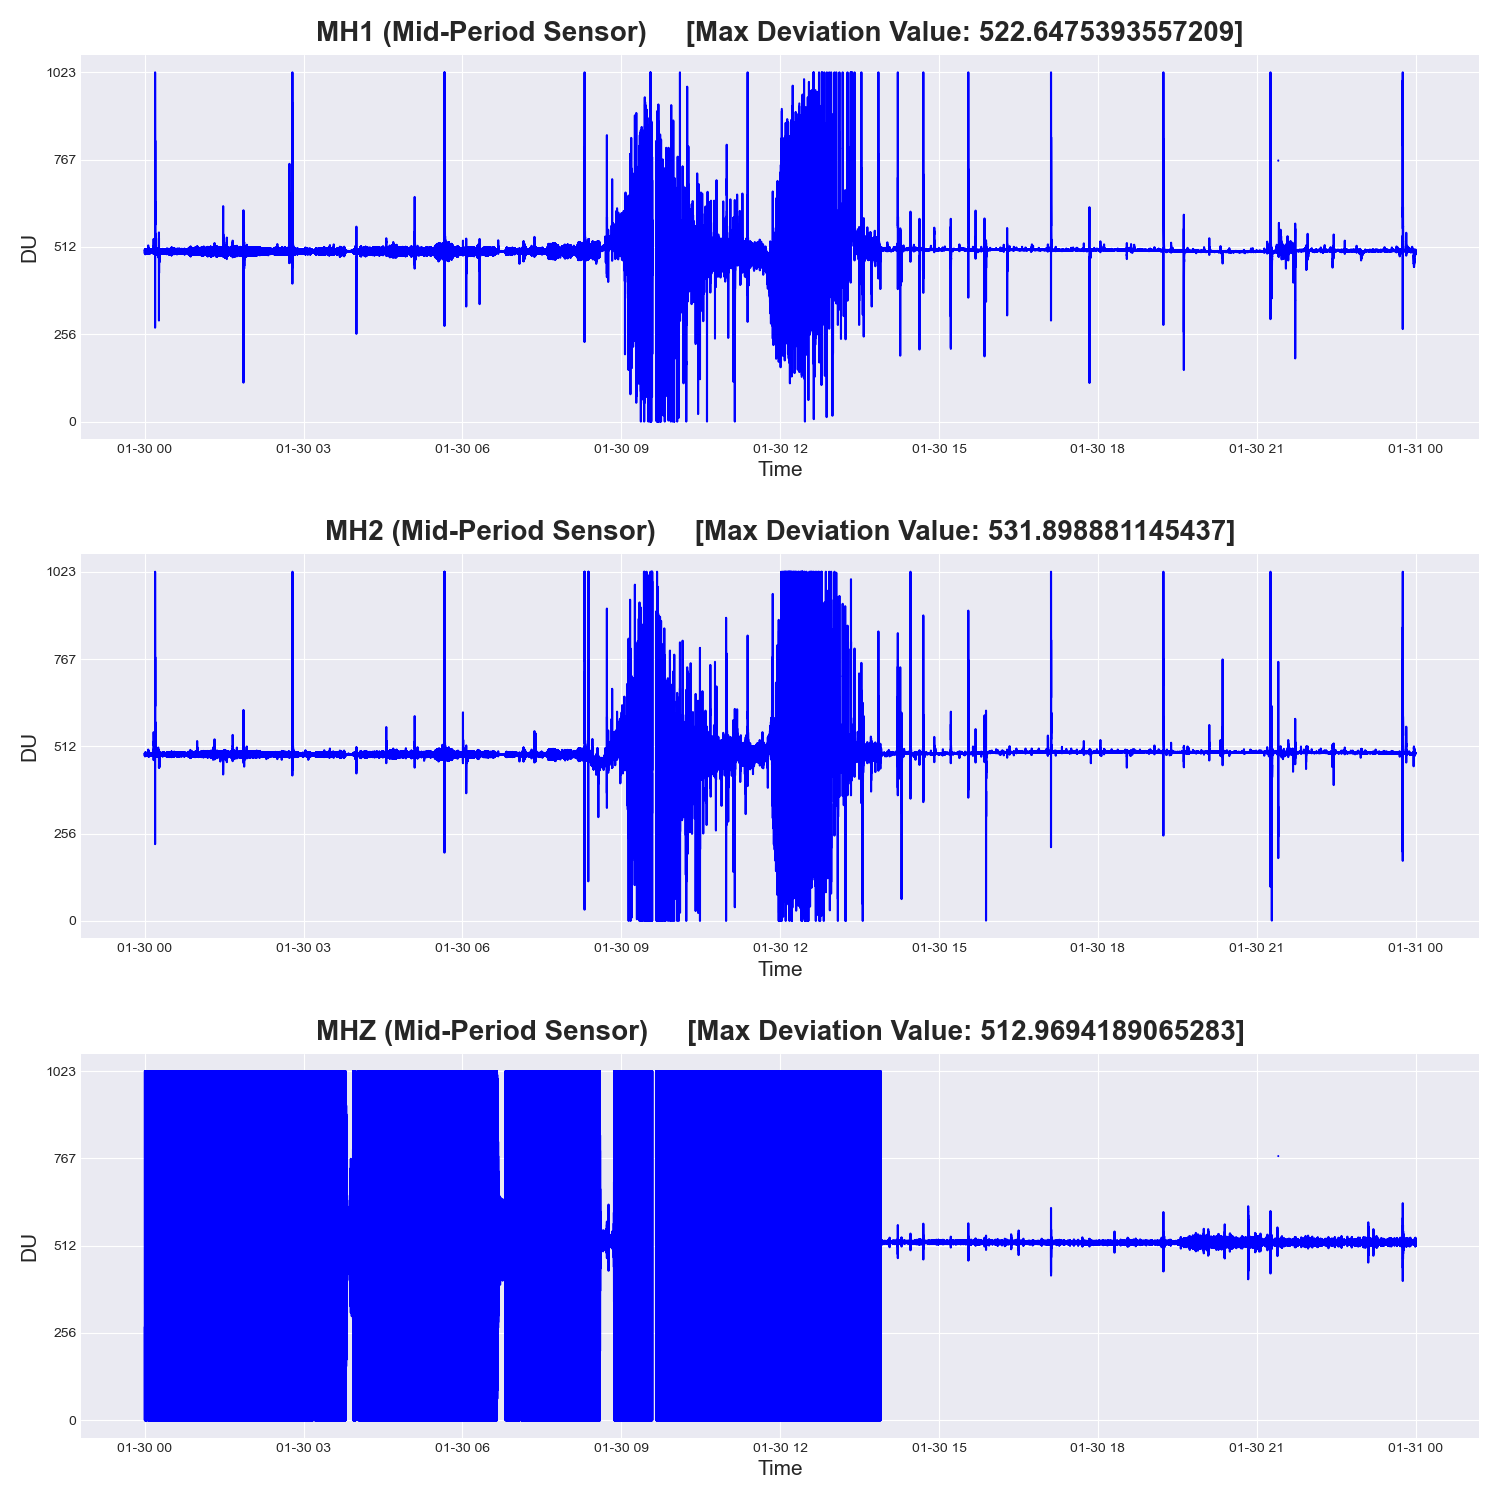 MH1 (Mid-Period Sensor)     [Max Deviation Value: 522.6475393557209]
1023
767
512
256
0
DU
01-30 00 01-30 03 01-30 06 01-30 09 01-30 12 01-30 15 01-30 18 01-30 21 01-31 00
Time
MH2 (Mid-Period Sensor)     [Max Deviation Value: 531.898881145437]
1023
767
512
256
0
DU
01-30 00 01-30 03 01-30 06 01-30 09 01-30 12 01-30 15 01-30 18 01-30 21 01-31 00
Time
MHZ (Mid-Period Sensor)     [Max Deviation Value: 512.9694189065283]
1023
767
512
256
0
DU
01-30 00 01-30 03 01-30 06 01-30 09 01-30 12 01-30 15 01-30 18 01-30 21 01-31 00
Time